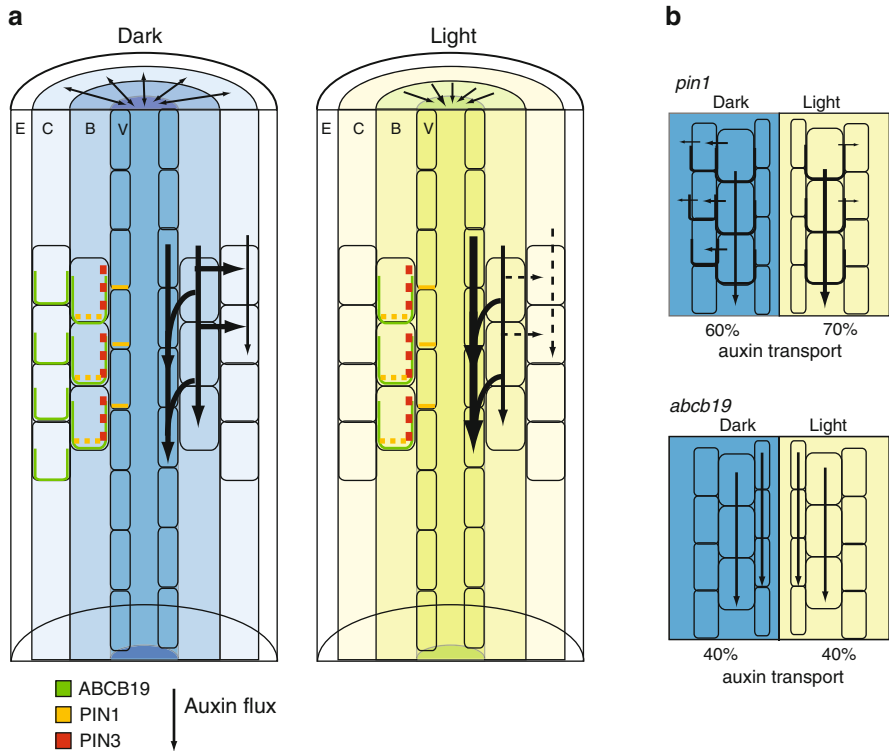 a
Dark
Light
E C B V
E C B V
ABCB19
PIN1
PIN3
Auxin flux
b
pin1
Dark Light
60% 70%
auxin transport
abcb19
Dark Light
40% 40%
auxin transport